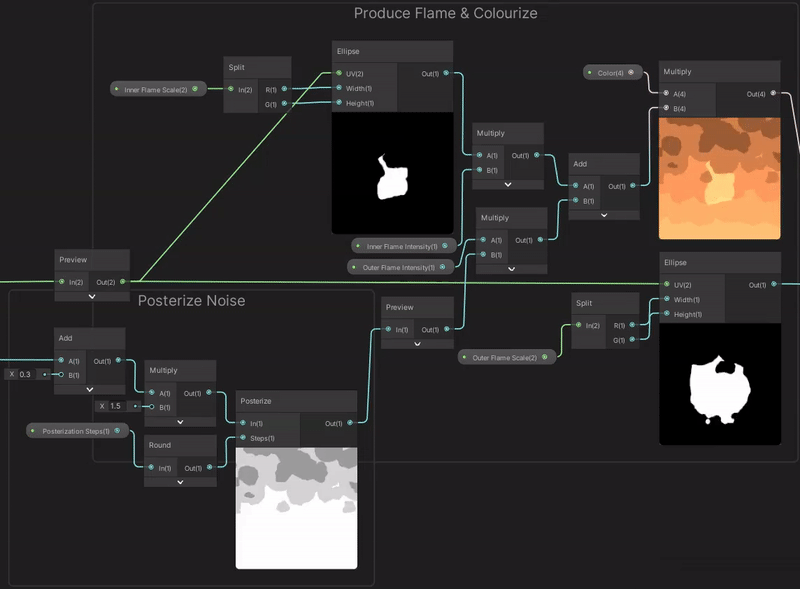 Produce Flame & Colourize
Ellipse
UV(2) Out(1)
Width(1)
Height(1)
Split
In(2) R(1)
G(1)
Inner Flame Scale(2)
Color(4)
Multiply
A(4) Out(4)
B(4)
Multiply
A(1) Out(1)
B(1)
Add
A(1) Out(1)
B(1)
Multiply
A(1) Out(1)
B(1)
Inner Flame Intensity(1)
Outer Flame Intensity(1)
Preview
In(2) Out(2)
Ellipse
UV(2) Out(1)
Width(1)
Height(1)
Split
In(2) R(1)
G(1)
Outer Flame Scale(2)
Preview
In(1) Out(1)
Posterize Noise
Add
A(1) Out(1)
B(1)
X 0.3
Multiply
A(1) Out(1)
B(1)
X 1.5
Posterization Steps(1)
Round
In(1) Out(1)
Posterize
In(1) Out(1)
Steps(1)